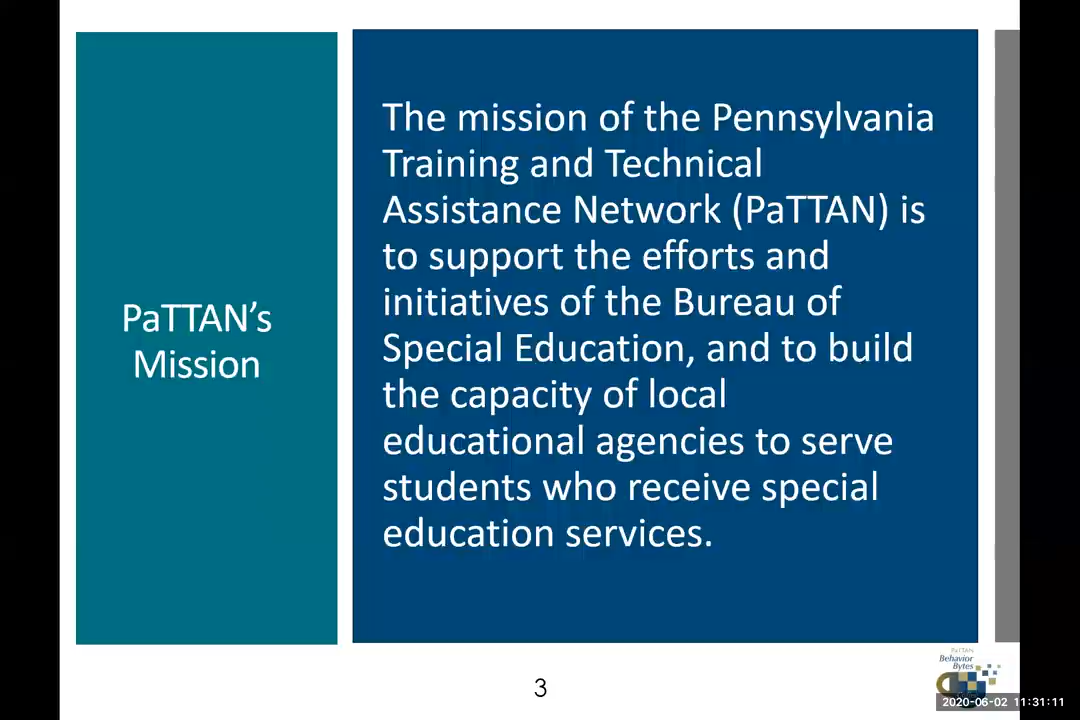 PaTTAN’s
Mission
The mission of the Pennsylvania
Training and Technical
Assistance Network (PaTTAN) is
to support the efforts and
initiatives of the Bureau of
Special Education, and to build
the capacity of local
educational agencies to serve
students who receive special
education services.
PaTTAN
Behavior
Bytes
3
2020-06-02 11:31:11